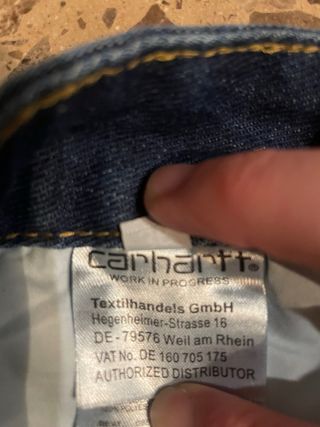 carhartt®
WORK IN PROGRESS
Textilhandels GmbH
Hegenheimer-Strasse 16
DE - 79576 Weil am Rhein
VAT No. DE 160 705 175
AUTHORIZED DISTRIBUTOR